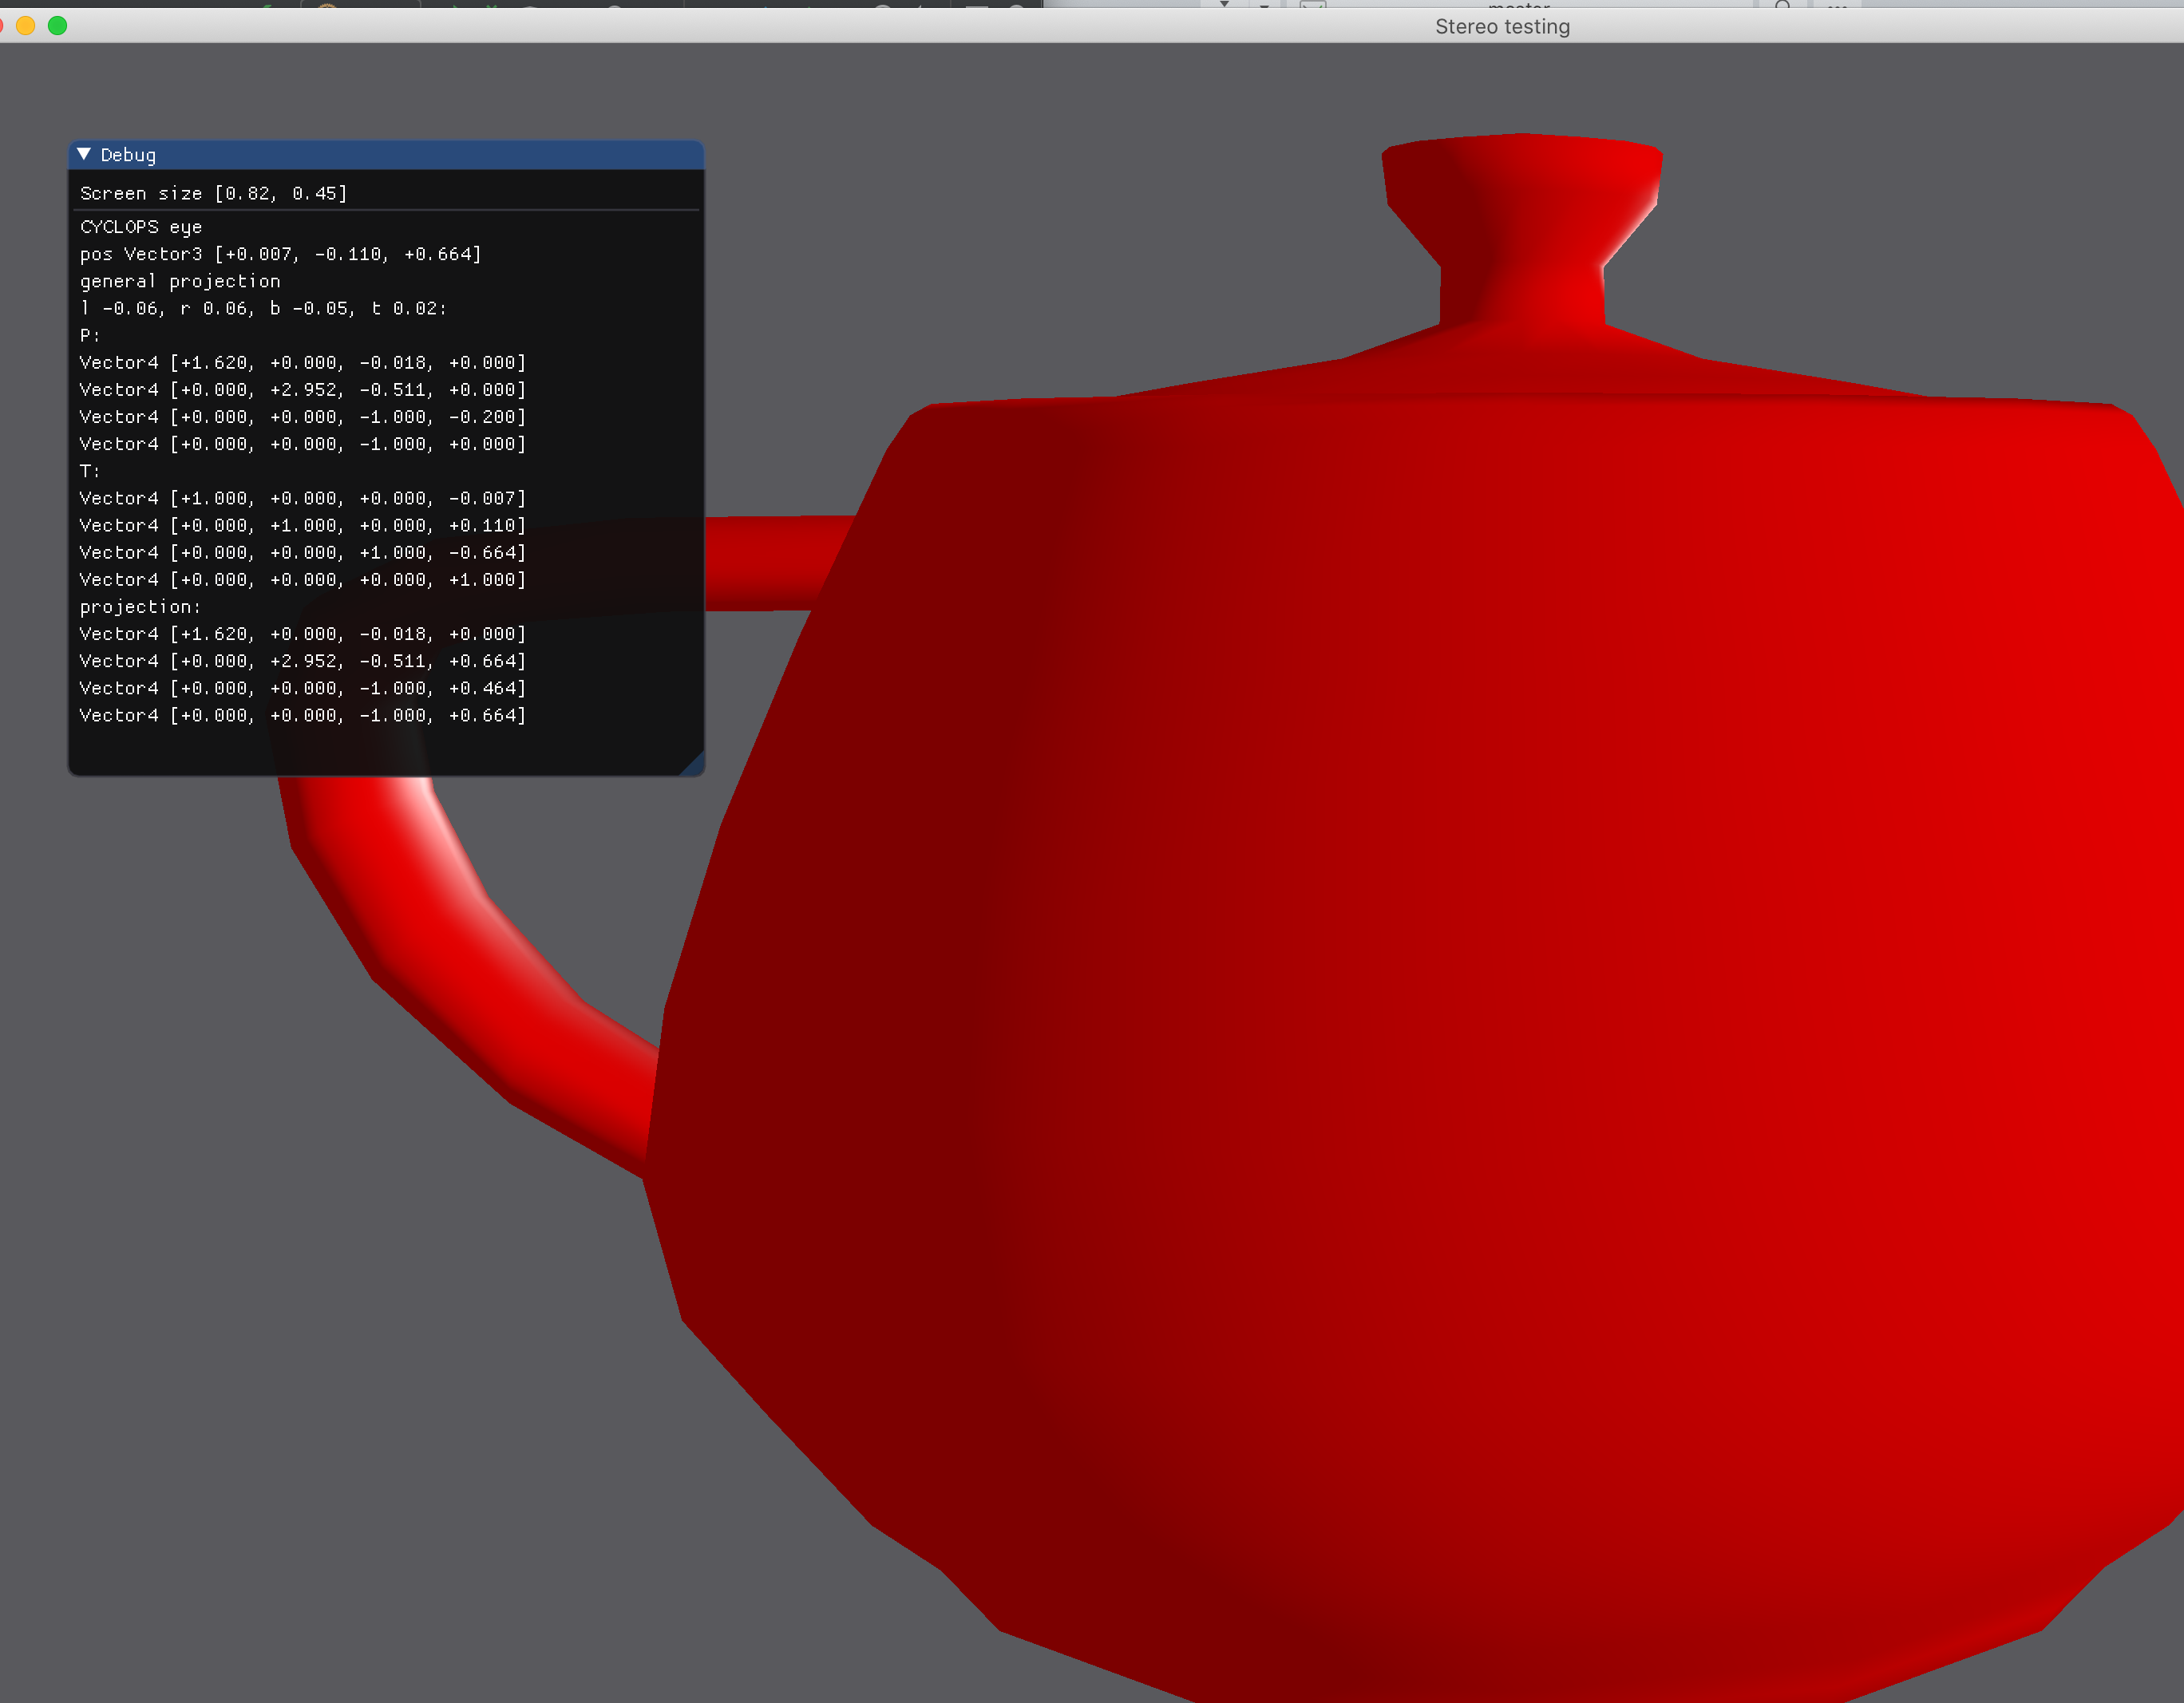 Stereo testing
Debug
Screen size [0.82, 0.45]
CYCLOPS eye
pos Vector3 [+0.007, -0.110, +0.664]
general projection
l -0.06, r 0.06, b -0.05, t 0.02:
P:
Vector4 [+1.620, +0.000, -0.018, +0.000]
Vector4 [+0.000, +2.952, -0.511, +0.000]
Vector4 [+0.000, +0.000, -1.000, -0.200]
Vector4 [+0.000, +0.000, -1.000, +0.000]
T:
Vector4 [+1.000, +0.000, +0.000, -0.007]
Vector4 [+0.000, +1.000, +0.000, +0.110]
Vector4 [+0.000, +0.000, +1.000, -0.664]
Vector4 [+0.000, +0.000, +0.000, +1.000]
projection:
Vector4 [+1.620, +0.000, -0.018, +0.000]
Vector4 [+0.000, +2.952, -0.511, +0.664]
Vector4 [+0.000, +0.000, -1.000, +0.464]
Vector4 [+0.000, +0.000, -1.000, +0.664]